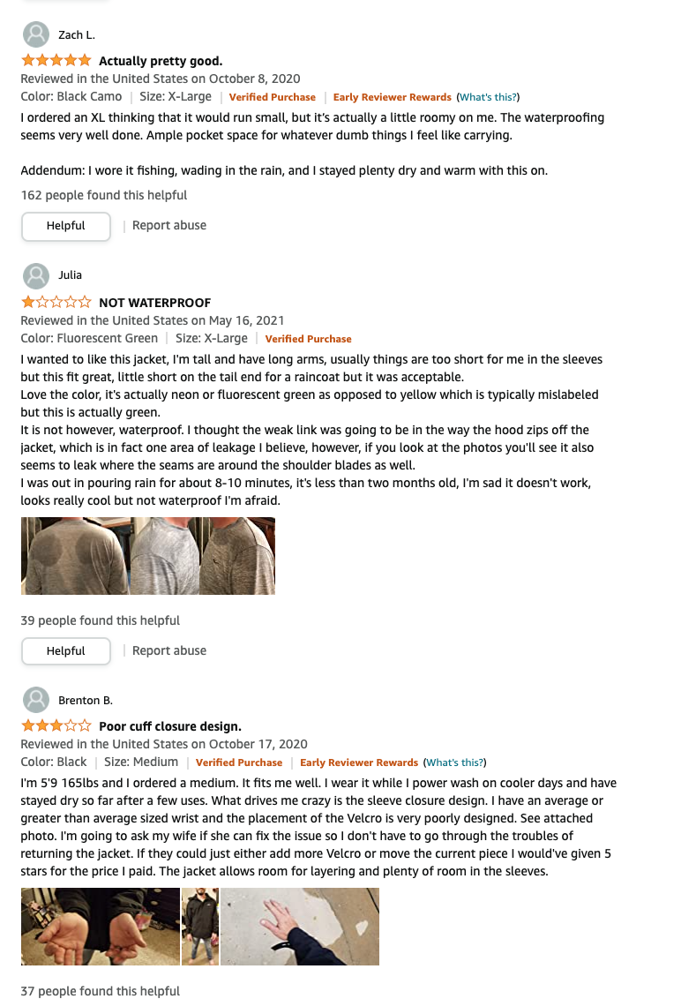 Zach L.
Actually pretty good.
Reviewed in the United States on October 8, 2020
Color: Black Camo | Size: X-Large | Verified Purchase | Early Reviewer Rewards (What's this?)
I ordered an XL thinking that it would run small, but it's actually a little roomy on me. The waterproofing
seems very well done. Ample pocket space for whatever dumb things I feel like carrying.
Addendum: I wore it fishing, wading in the rain, and I stayed plenty dry and warm with this on.
162 people found this helpful
Helpful | Report abuse
Julia
NOT WATERPROOF
Reviewed in the United States on May 16, 2021
Color: Fluorescent Green | Size: X-Large | Verified Purchase
I wanted to like this jacket, I'm tall and have long arms, usually things are too short for me in the sleeves
but this fit great, little short on the tail end for a raincoat but it was acceptable.
Love the color, it's actually neon or fluorescent green as opposed to yellow which is typically mislabeled
but this is actually green.
It is not however, waterproof. I thought the weak link was going to be in the way the hood zips off the
jacket, which is in fact one area of leakage I believe, however, if you look at the photos you'll see it also
seems to leak where the seams are around the shoulder blades as well.
I was out in pouring rain for about 8-10 minutes, it's less than two months old, I'm sad it doesn't work,
looks really cool but not waterproof I'm afraid.
39 people found this helpful
Helpful | Report abuse
Brenton B.
Poor cuff closure design.
Reviewed in the United States on October 17, 2020
Color: Black | Size: Medium | Verified Purchase | Early Reviewer Rewards (What's this?)
I'm 5'9 165lbs and I ordered a medium. It fits me well. I wear it while I power wash on cooler days and have
stayed dry so far after a few uses. What drives me crazy is the sleeve closure design. I have an average or
greater than average sized wrist and the placement of the Velcro is very poorly designed. See attached
photo. I'm going to ask my wife if she can fix the issue so I don't have to go through the troubles of
returning the jacket. If they could just either add more Velcro or move the current piece I would've given 5
stars for the price I paid. The jacket allows room for layering and plenty of room in the sleeves.
37 people found this helpful